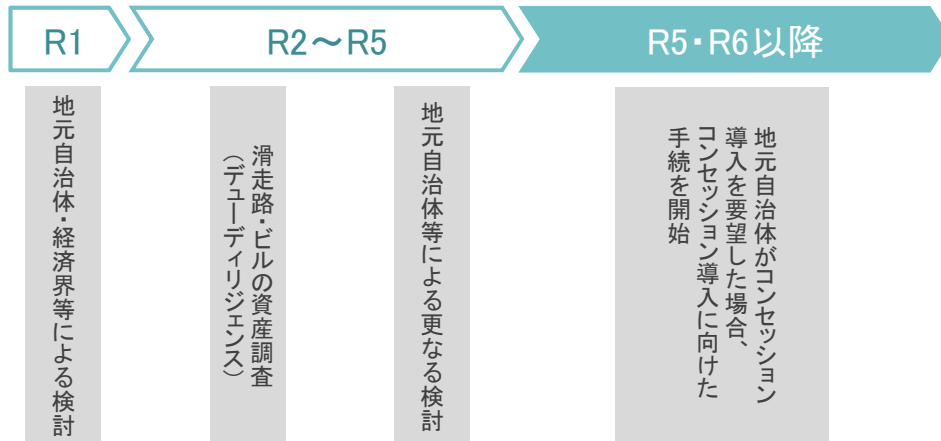 R1
R2～R5
R5・R6以降
地元自治体・経済界等による検討
滑走路・ビルの資産調査
（デューディリジェンス）
地元自治体等による更なる検討
地元自治体がコンセッション
導入を要望した場合、
コンセッション導入に向けた
手続を開始